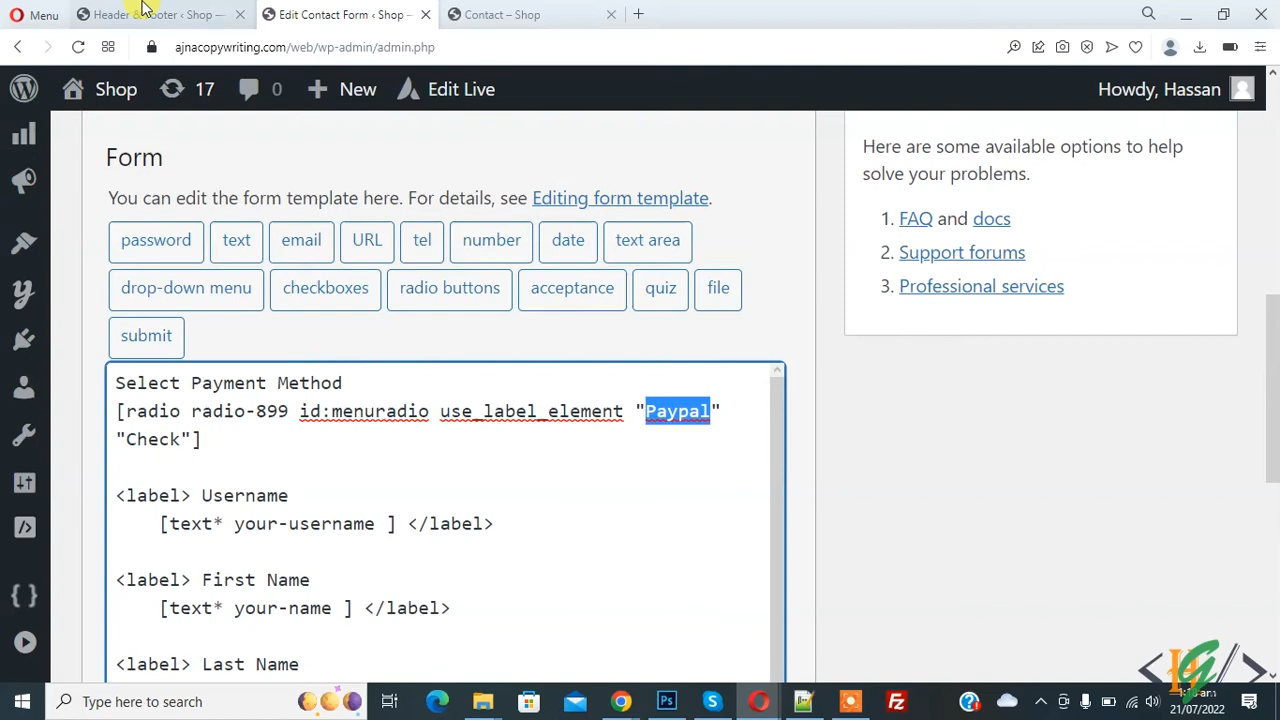 Menu
Header & Footer ‹ Shop —
Edit Contact Form ‹ Shop —
Contact – Shop
ajnacopywriting.com/web/wp-admin/admin.php
Shop
17
0
New
Edit Live
Howdy, Hassan
Form
You can edit the form template here. For details, see Editing form template.
password
text
email
URL
tel
number
date
text area
drop-down menu
checkboxes
radio buttons
acceptance
quiz
file
submit
Select Payment Method
[radio radio-899 id:menuradio use_label_element "Paypal"
"Check"]
<label> Username
[text* your-username ] </label>
<label> First Name
[text* your-name ] </label>
<label> Last Name
Here are some available options to help
solve your problems.
1. FAQ and docs
2. Support forums
3. Professional services
Type here to search
21/07/2022